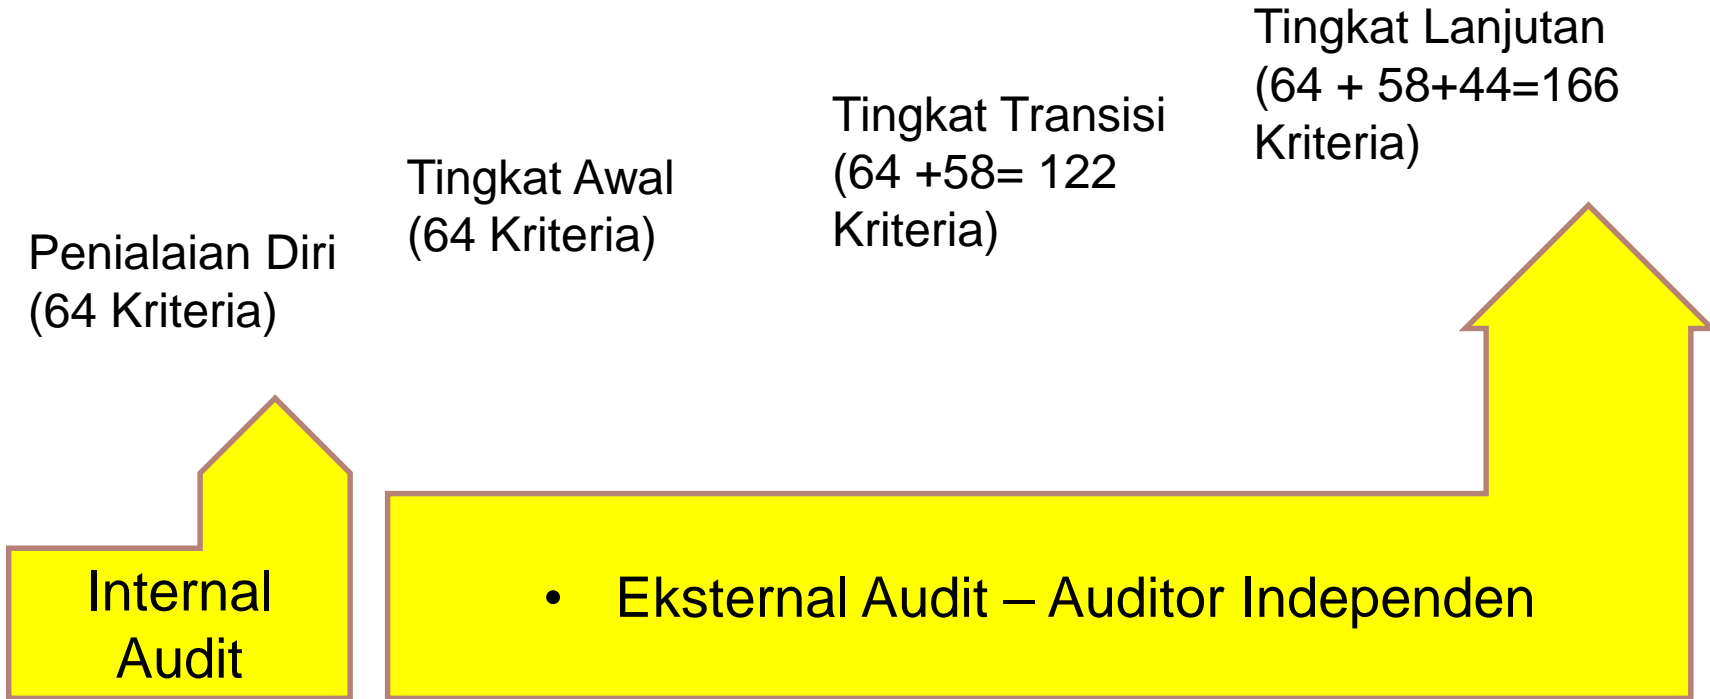 Penialaian Diri
(64 Kriteria)
Tingkat Awal
(64 Kriteria)
Tingkat Transisi
(64 +58= 122
Kriteria)
Tingkat Lanjutan
(64 + 58+44=166
Kriteria)
Internal
Audit
• Eksternal Audit – Auditor Independen